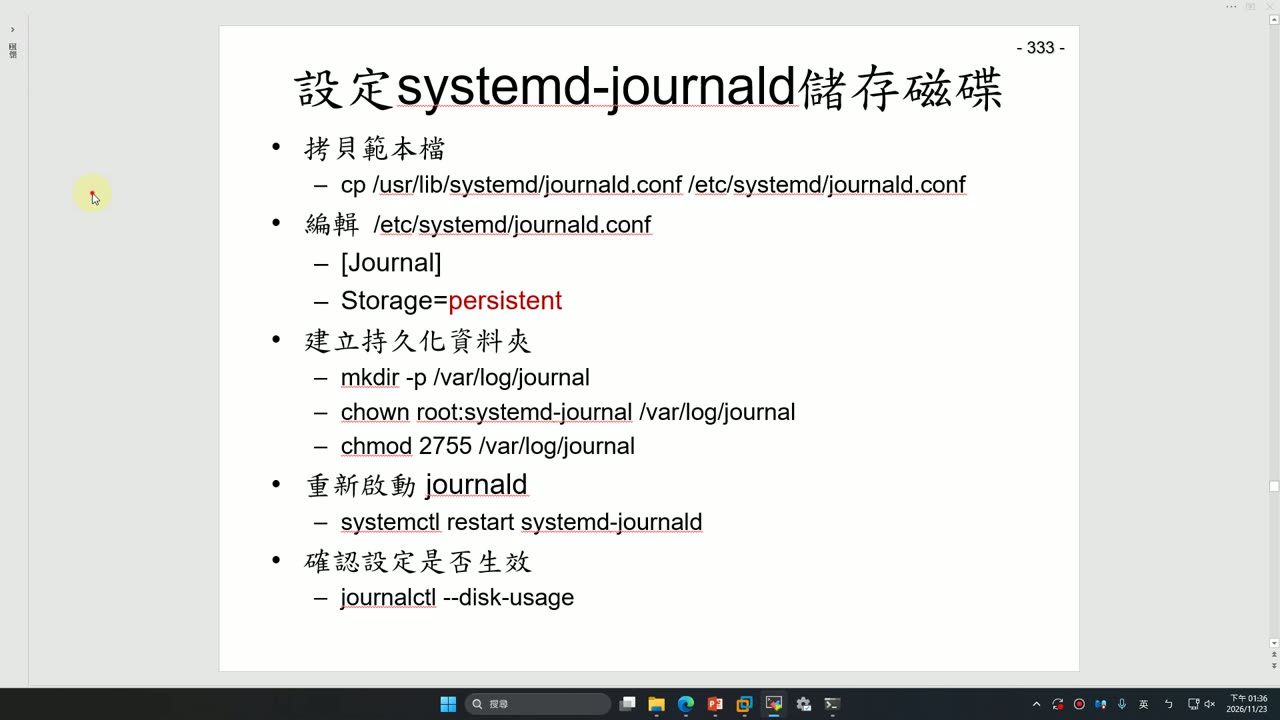 - 333 -
設定systemd-journald儲存磁碟
• 拷貝範本檔
– cp /usr/lib/systemd/journald.conf /etc/systemd/journald.conf
• 編輯 /etc/systemd/journald.conf
– [Journal]
– Storage=persistent
• 建立持久化資料夾
– mkdir -p /var/log/journal
– chown root:systemd-journal /var/log/journal
– chmod 2755 /var/log/journal
• 重新啟動 journald
– systemctl restart systemd-journald
• 確認設定是否生效
– journalctl --disk-usage
搜尋
英
ㄅ
下午 01:36
2026/11/23